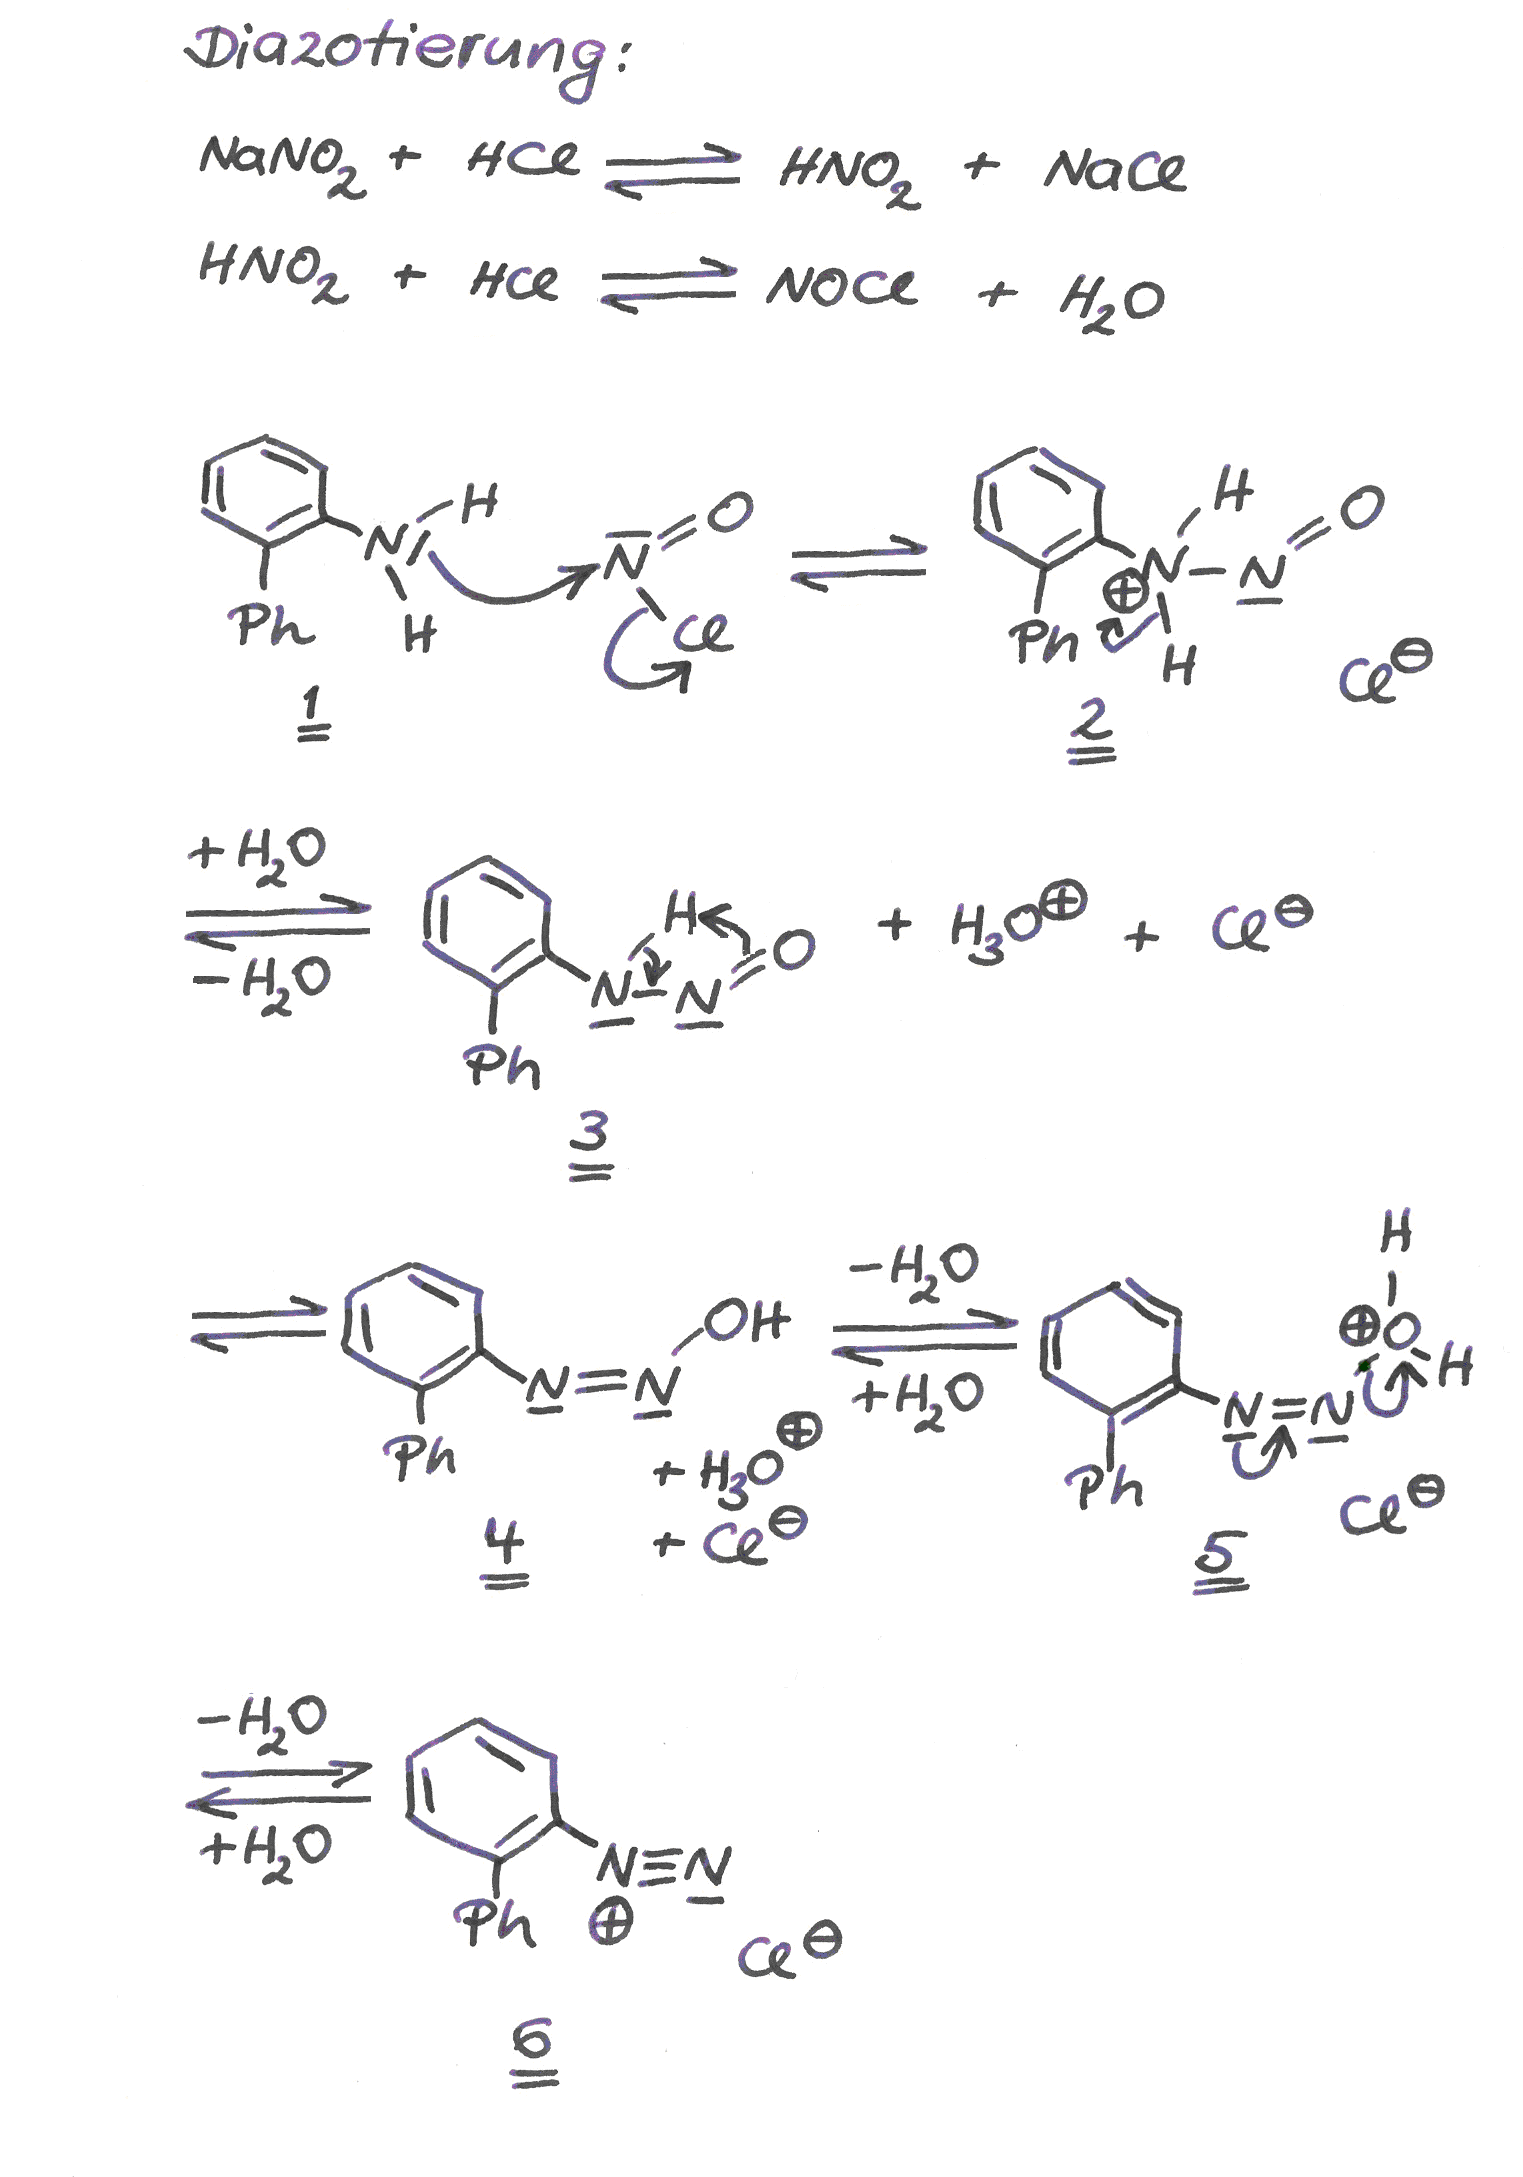 Diazotierung:
NaNO₂ + HCl ⇌ HNO₂ + NaCl
HNO₂ + HCl ⇌ NOCl + H₂O
H
N
H
Ph
N
O
Cl
1
H
N
⊕
H
N
O
Ph
Cl⊖
2
+H₂O
⇌
−H₂O
H
N
N
O
Ph
+ H₃O⊕ + Cl⊖
3
⇌
N=N
OH
Ph
+ H₃O⊕
+ Cl⊖
4
−H₂O
⇌
+H₂O
H
⊕O
H
N=N
Ph
Cl⊖
5
−H₂O
⇌
+H₂O
N≡N
⊕
Ph
Cl⊖
6